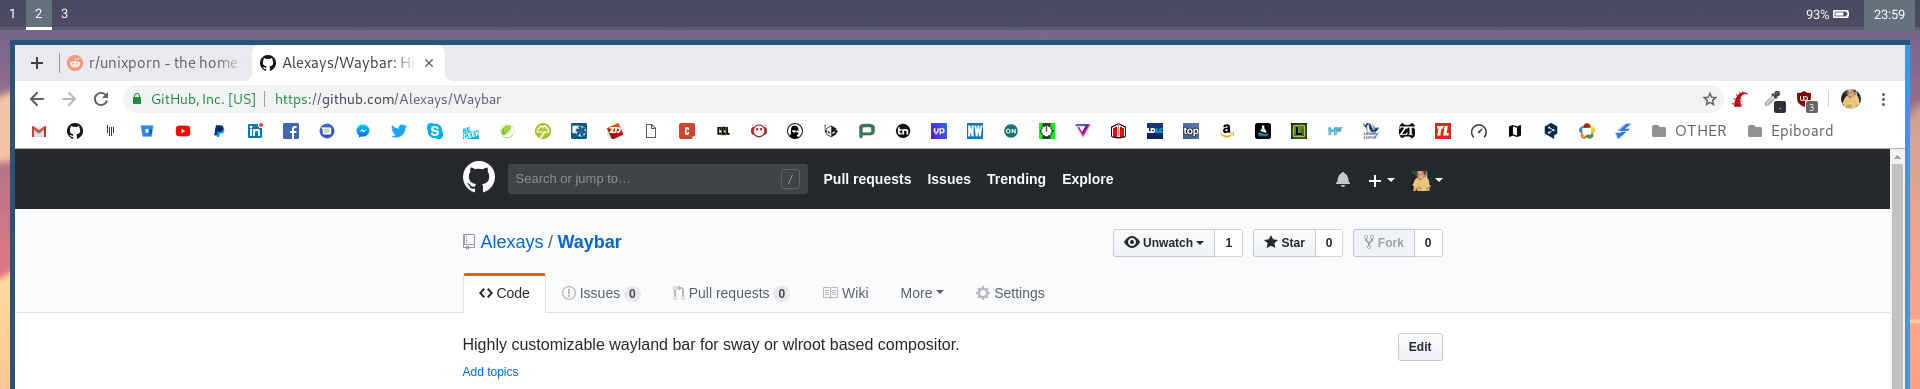 1 2 3 93% 23:59
r/unixporn - the home Alexays/Waybar: Hi
GitHub, Inc. [US] https://github.com/Alexays/Waybar 3
OTHER Epiboard
Search or jump to… / Pull requests Issues Trending Explore
Alexays / Waybar Unwatch 1 Star 0 Fork 0
Code Issues 0 Pull requests 0 Wiki More Settings
Highly customizable wayland bar for sway or wlroot based compositor. Edit
Add topics